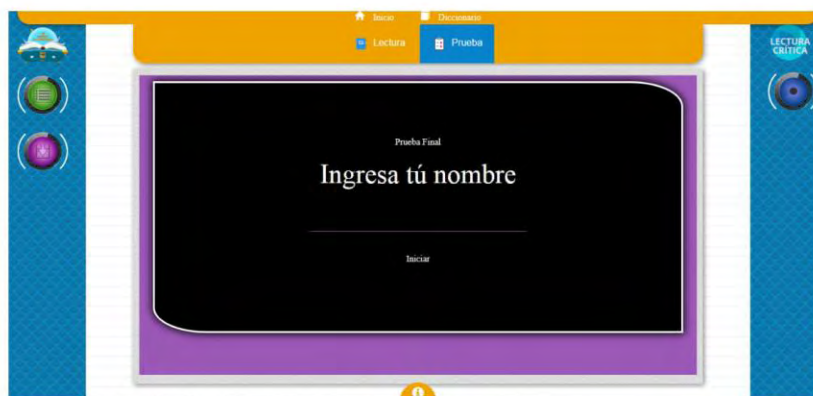 Inicio Diccionario
Lectura Prueba
LECTURA
CRÍTICA
Prueba Final
Ingresa tú nombre
Iniciar